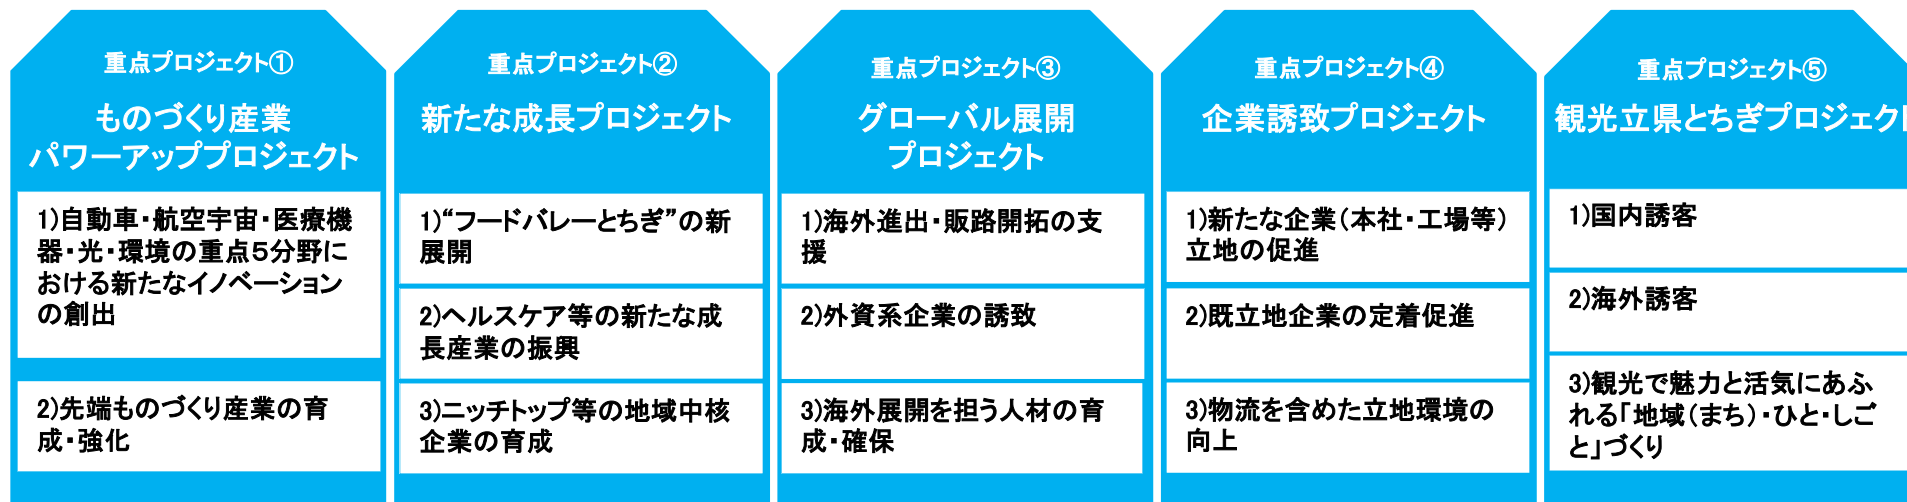 重点プロジェクト①
ものづくり産業
パワーアッププロジェクト
1)自動車・航空宇宙・医療機
器・光・環境の重点5分野に
おける新たなイノベーション
の創出
2)先端ものづくり産業の育
成・強化
重点プロジェクト②
新たな成長プロジェクト
1)“フードバレーとちぎ”の新
展開
2)ヘルスケア等の新たな成
長産業の振興
3)ニッチトップ等の地域中核
企業の育成
重点プロジェクト③
グローバル展開
プロジェクト
1)海外進出・販路開拓の支
援
2)外資系企業の誘致
3)海外展開を担う人材の育
成・確保
重点プロジェクト④
企業誘致プロジェクト
1)新たな企業(本社・工場等)
立地の促進
2)既立地企業の定着促進
3)物流を含めた立地環境の
向上
重点プロジェクト⑤
観光立県とちぎプロジェクト
1)国内誘客
2)海外誘客
3)観光で魅力と活気にあふ
れる「地域(まち)・ひと・しご
と」づくり